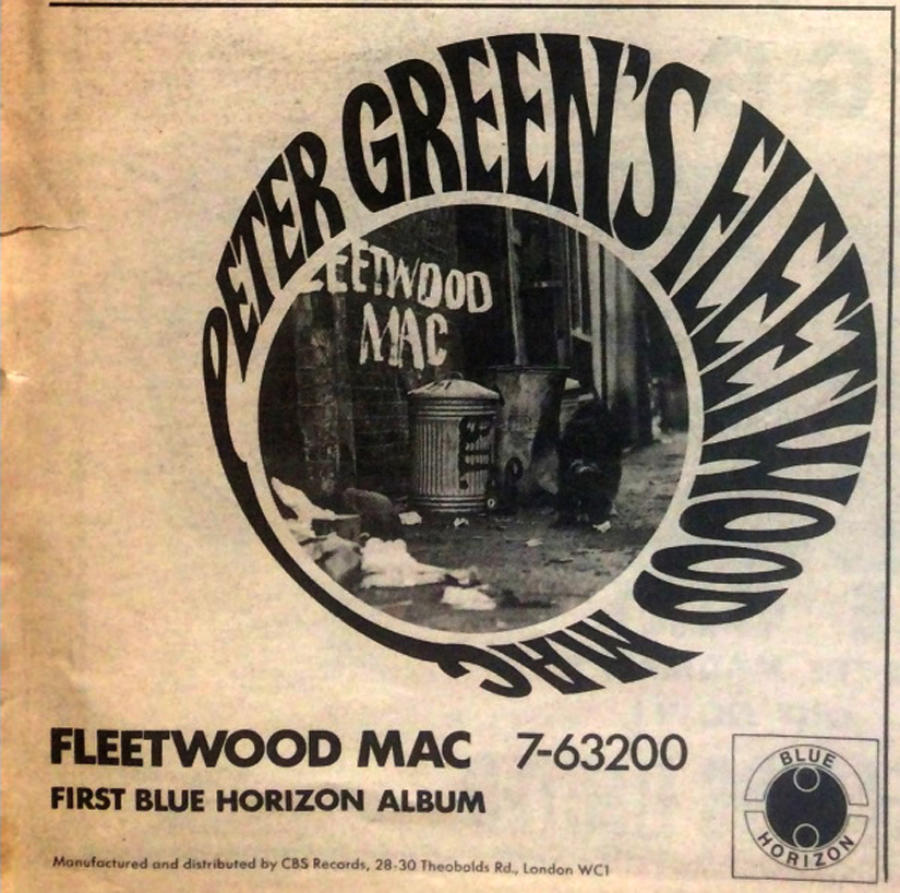 PETER GREEN'S FLEETWOOD MAC
FLEETWOOD
MAC
FLEETWOOD MAC 7-63200
FIRST BLUE HORIZON ALBUM
Manufactured and distributed by CBS Records, 28-30 Theobalds Rd., London WC1
BLUE
HORIZON